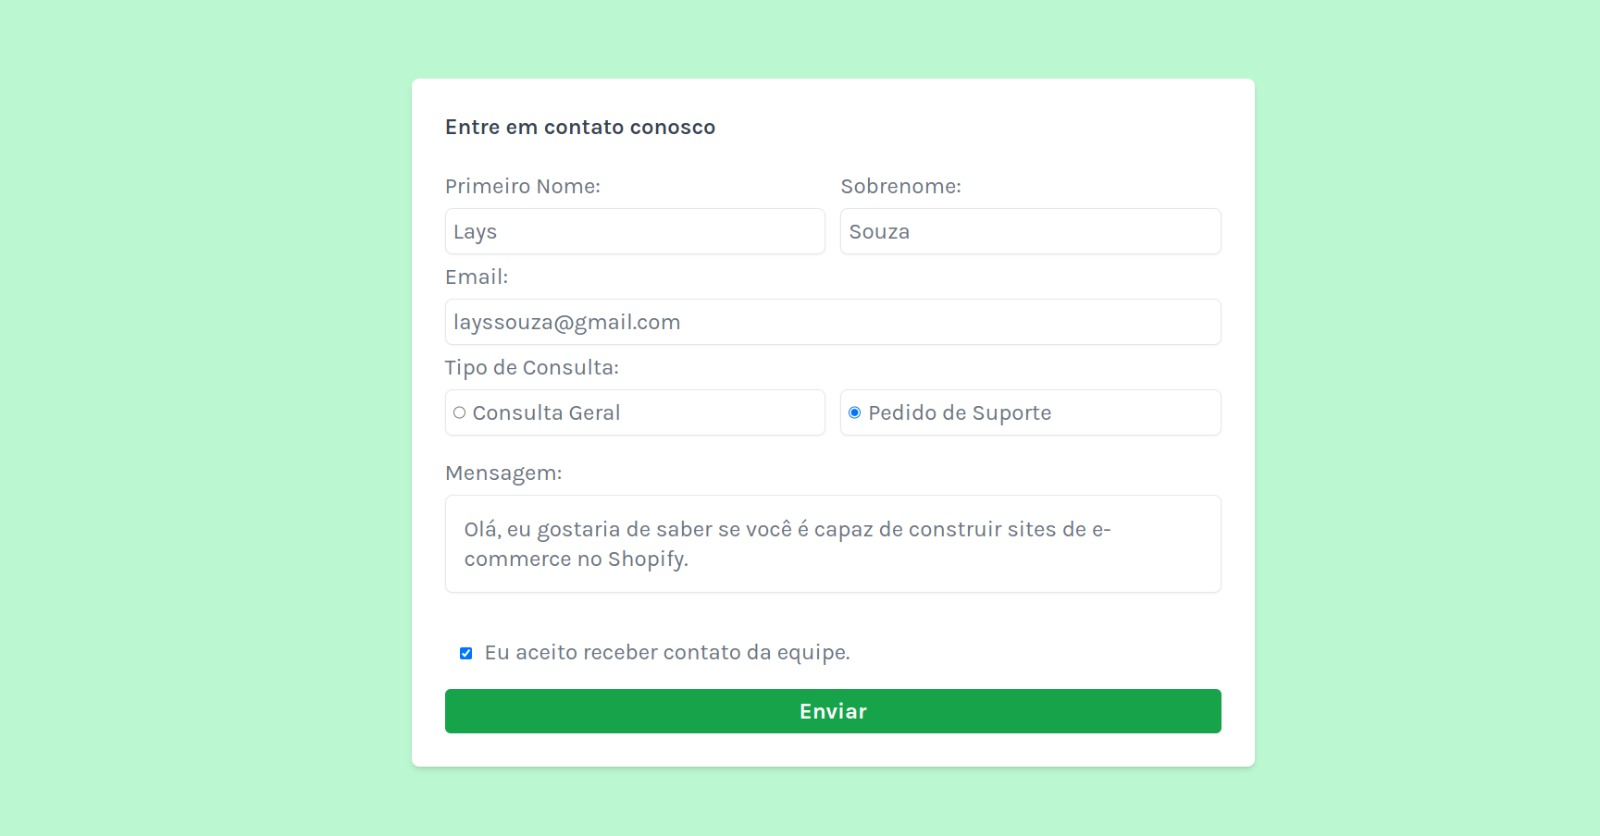 Entre em contato conosco
Primeiro Nome:
Sobrenome:
Lays
Souza
Email:
layssouza@gmail.com
Tipo de Consulta:
Consulta Geral
Pedido de Suporte
Mensagem:
Olá, eu gostaria de saber se você é capaz de construir sites de e-
commerce no Shopify.
Eu aceito receber contato da equipe.
Enviar